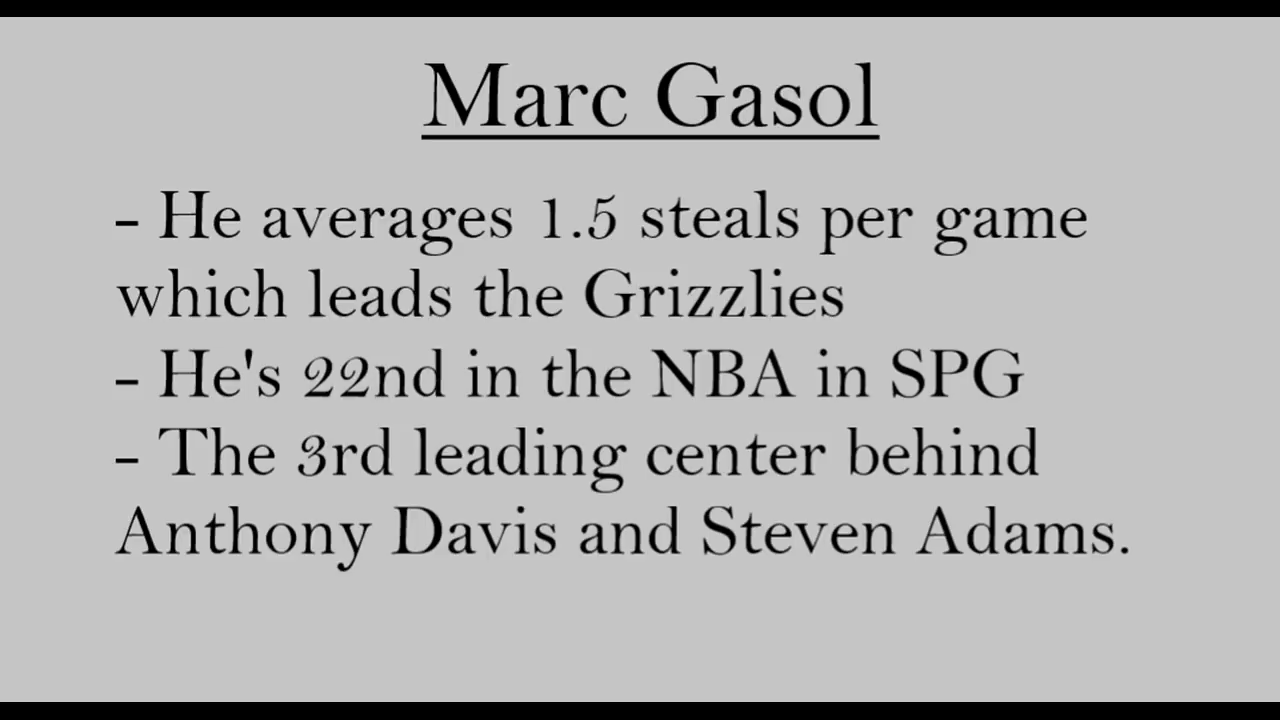 Marc Gasol
- He averages 1.5 steals per game
which leads the Grizzlies
- He's 22nd in the NBA in SPG
- The 3rd leading center behind
Anthony Davis and Steven Adams.